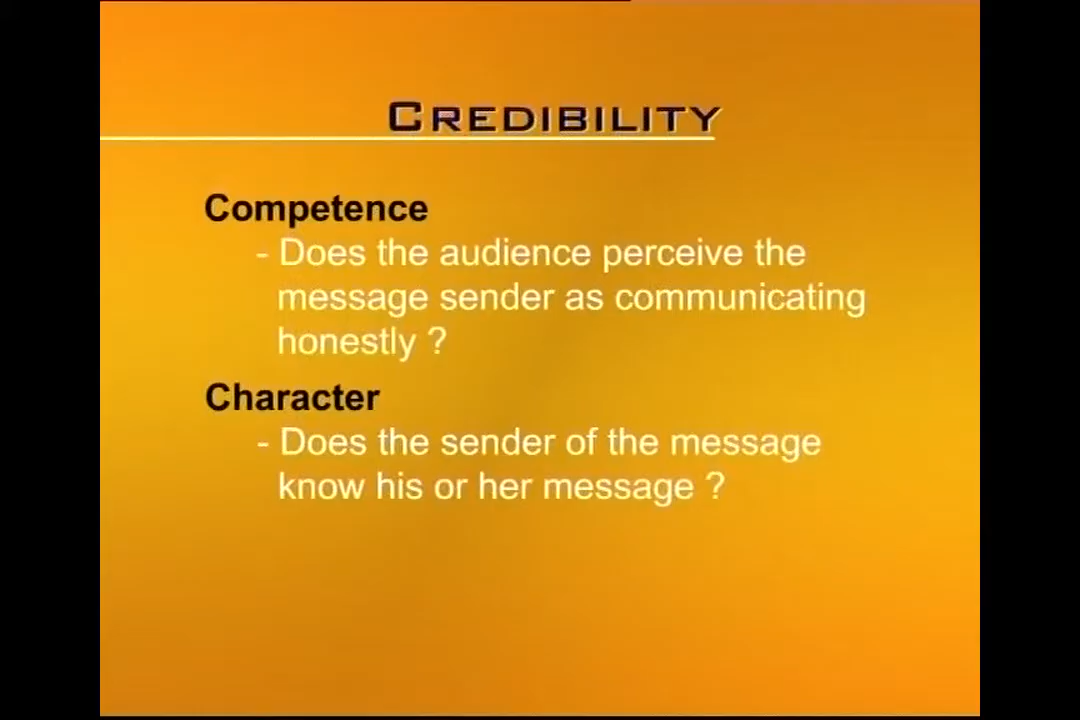 CREDIBILITY
Competence
- Does the audience perceive the
message sender as communicating
honestly ?
Character
- Does the sender of the message
know his or her message ?